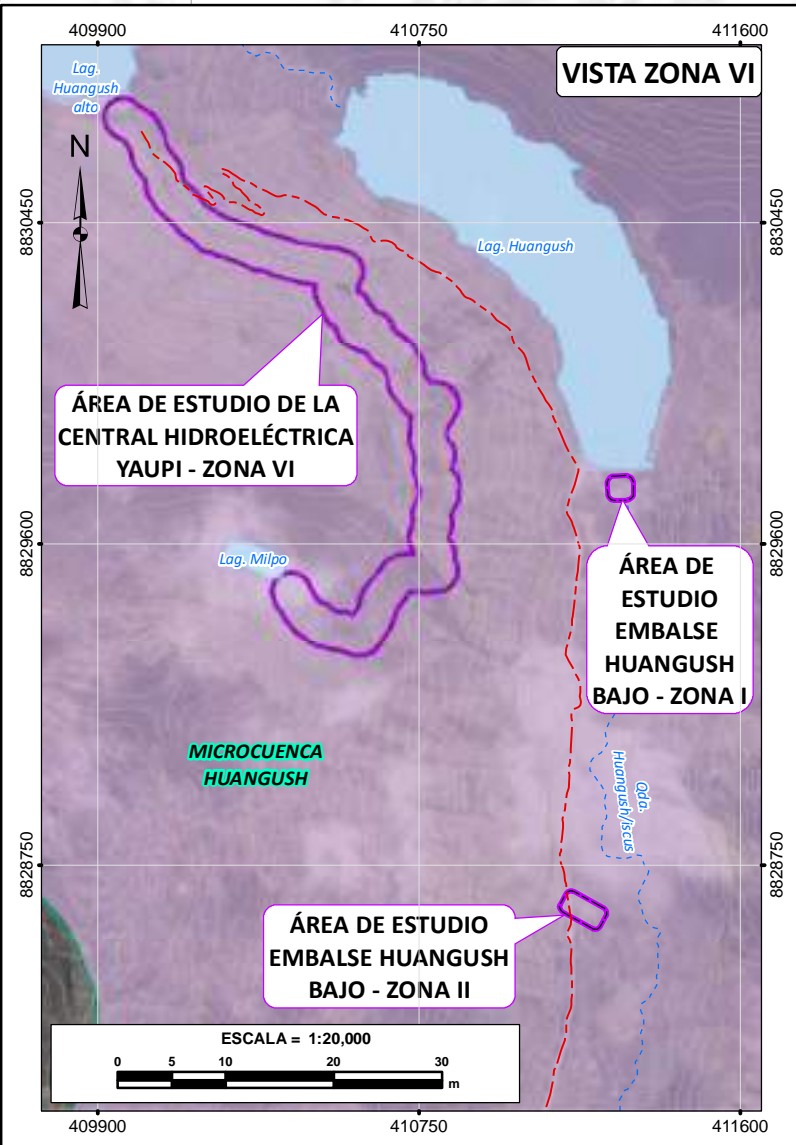 409900
410750
411600
VISTA ZONA VI
Lag.
Huangush
alto
N
8830450
8830450
Lag. Huangush
ÁREA DE ESTUDIO DE LA
CENTRAL HIDROELÉCTRICA
YAUPI - ZONA VI
8829600
8829600
Lag. Milpo
ÁREA DE
ESTUDIO
EMBALSE
HUANGUSH
BAJO - ZONA I
MICROCUENCA
HUANGUSH
Qda.
Huangush/iscus
8828750
8828750
ÁREA DE ESTUDIO
EMBALSE HUANGUSH
BAJO - ZONA II
ESCALA = 1:20,000
0 5 10 20 30
m
409900
410750
411600